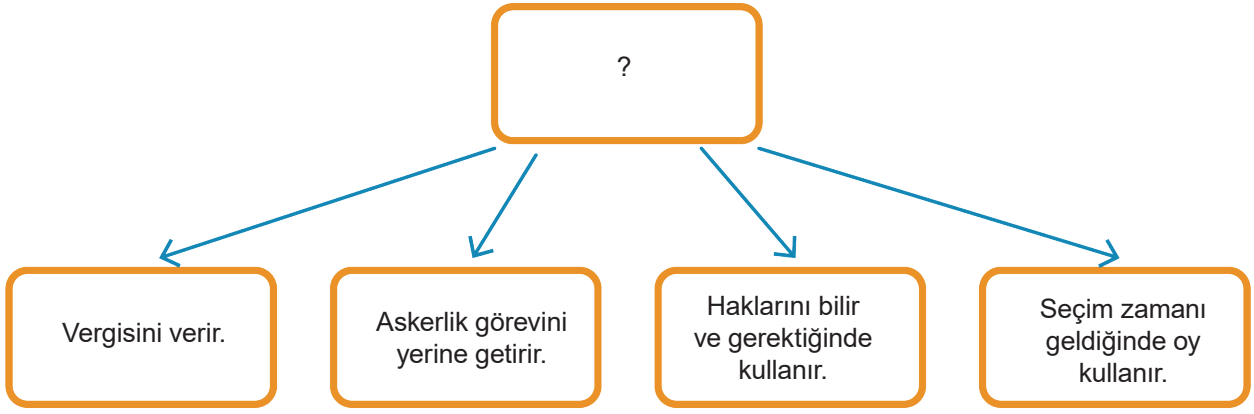 ?
Vergisini verir.
Askerlik görevini
yerine getirir.
Haklarını bilir
ve gerektiğinde
kullanır.
Seçim zamanı
geldiğinde oy
kullanır.